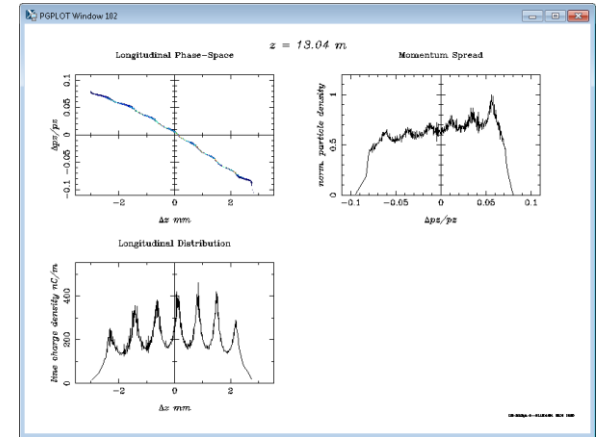 PGPLOT Window 182
z = 13.04 m
Longitudinal Phase-Space
Δpz/pz
0.1
0.05
0
-0.05
-0.1
-2
0
2
Δz mm
Momentum Spread
norm. particle density
1
0.5
0
-0.1
-0.05
0
0.05
0.1
Δpz/pz
Longitudinal Distribution
line charge density nC/m
400
200
0
-2
0
2
Δz mm